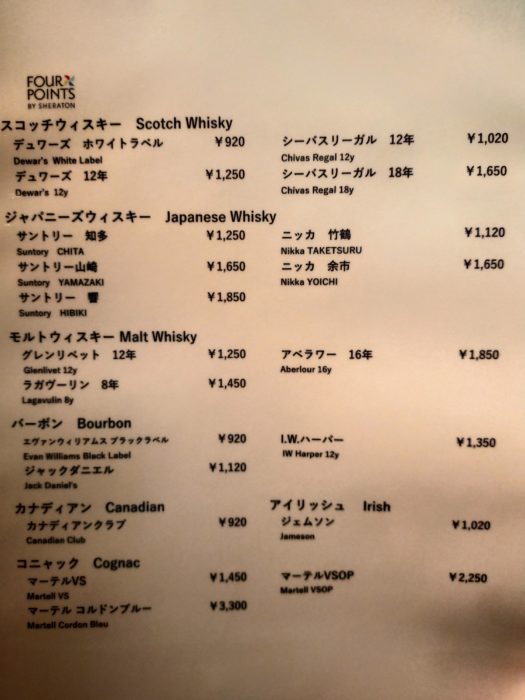 FOUR
POINTS
BY SHERATON
スコッチウィスキー Scotch Whisky
デュワーズ ホワイトラベル ¥920
Dewar's White Label
デュワーズ 12年 ¥1,250
Dewar's 12y
シーバスリーガル 12年 ¥1,020
Chivas Regal 12y
シーバスリーガル 18年 ¥1,650
Chivas Regal 18y
ジャパニーズウィスキー Japanese Whisky
サントリー 知多 ¥1,250
Suntory CHITA
サントリー山崎 ¥1,650
Suntory YAMAZAKI
サントリー 響 ¥1,850
Suntory HIBIKI
ニッカ 竹鶴 ¥1,120
Nikka TAKETSURU
ニッカ 余市 ¥1,650
Nikka YOICHI
モルトウィスキー Malt Whisky
グレンリベット 12年 ¥1,250
Glenlivet 12y
ラガヴーリン 8年 ¥1,450
Lagavulin 8y
アベラワー 16年 ¥1,850
Aberlour 16y
バーボン Bourbon
エヴァンウィリアムス ブラックラベル ¥920
Evan Williams Black Label
ジャックダニエル ¥1,120
Jack Daniel's
I.W.ハーパー ¥1,350
IW Harper 12y
カナディアン Canadian
カナディアンクラブ ¥920
Canadian Club
アイリッシュ Irish
ジェムソン ¥1,020
Jameson
コニャック Cognac
マーテルVS ¥1,450
Martell VS
マーテル コルドンブルー ¥3,300
Martell Cordon Bleu
マーテルVSOP ¥2,250
Martell VSOP